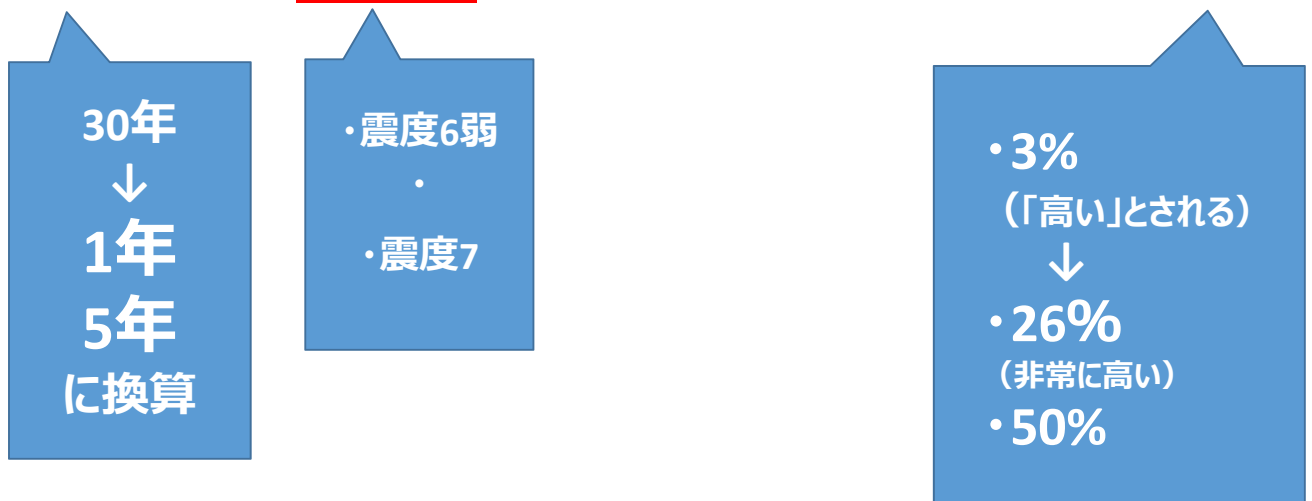 30年
↓
1年
5年
に換算
・震度6弱
・
・震度7
・3%
(「高い」とされる)
↓
・26%
(非常に高い)
・50%